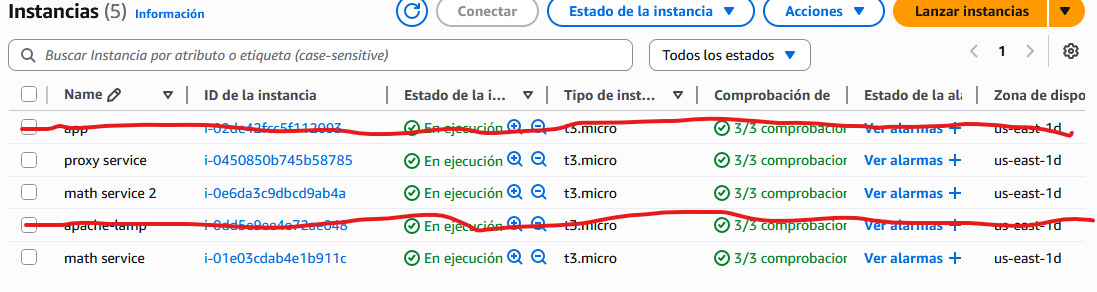 Instancias (5) Información Conectar Estado de la instancia Acciones Lanzar instancias
Buscar Instancia por atributo o etiqueta (case-sensitive) Todos los estados 1
Name ID de la instancia Estado de la i... Tipo de inst... Comprobación de Estado de la ala Zona de dispo
app En ejecución t3.micro 3/3 comprobacion Ver alarmas + us-east-1d
proxy service i-0450850b745b58785 En ejecución t3.micro 3/3 comprobacion Ver alarmas + us-east-1d
math service 2 i-0e6da3c9dbcd9ab4a En ejecución t3.micro 3/3 comprobacion Ver alarmas + us-east-1d
apache-lamp En ejecución t3.micro 3/3 comprobacion Ver alarmas + us-east-1d
math service i-01e03cdab4e1b911c En ejecución t3.micro 3/3 comprobacion Ver alarmas + us-east-1d